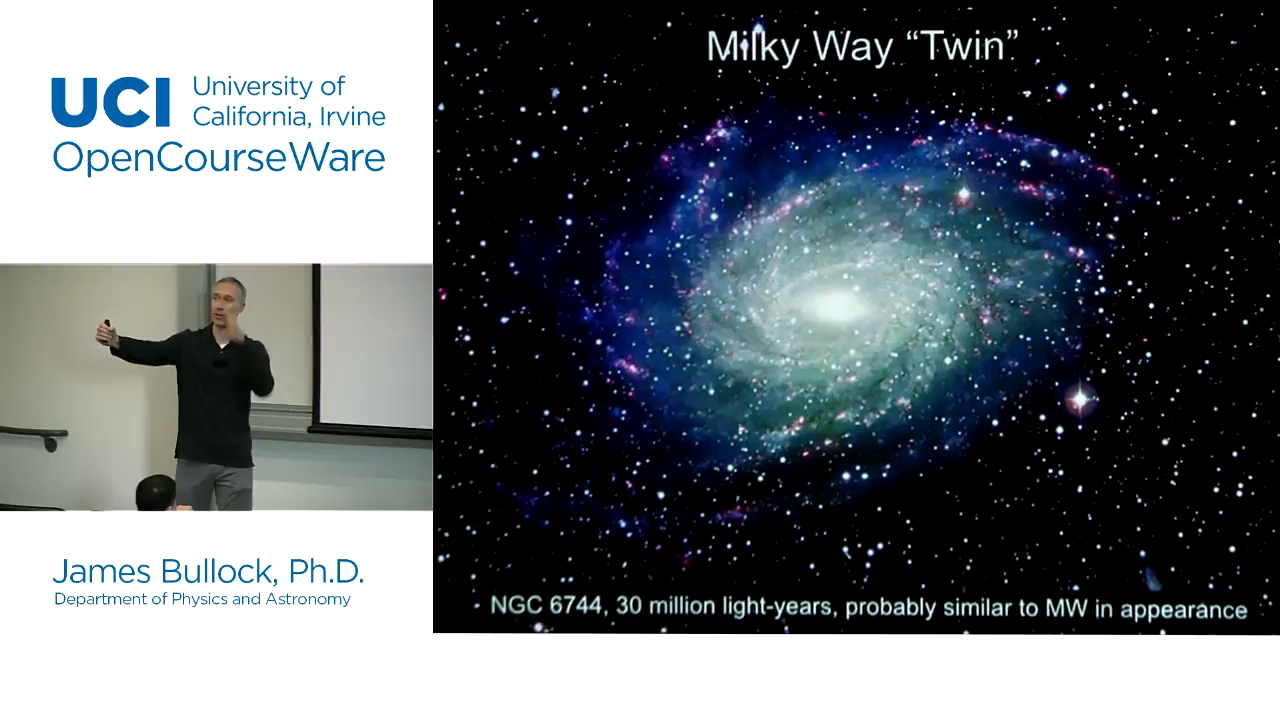 UCI University of
California, Irvine
OpenCourseWare
James Bullock, Ph.D.
Department of Physics and Astronomy
Milky Way “Twin”
NGC 6744, 30 million light-years, probably similar to MW in appearance